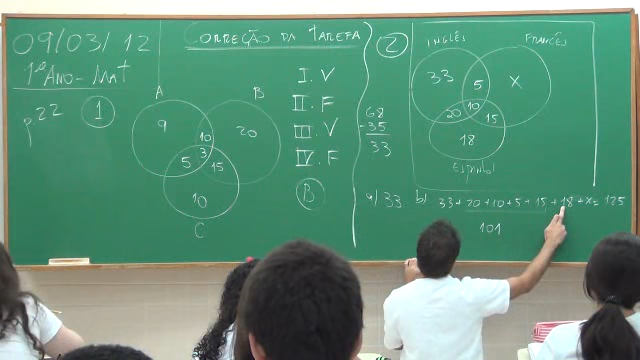 09/03/12
CORREÇÃO DA TAREFA
1º Ano - Mat
p 22
1
A
B
9
10
20
3
5
15
10
C
I. V
II. F
III. V
IV. F
B
2
INGLÊS
FRANCÊS
33
5
X
10
20
15
18
ESPANHOL
68
-35
33
a) 33
b) 33+20+10+5+15+18+x= 125
101